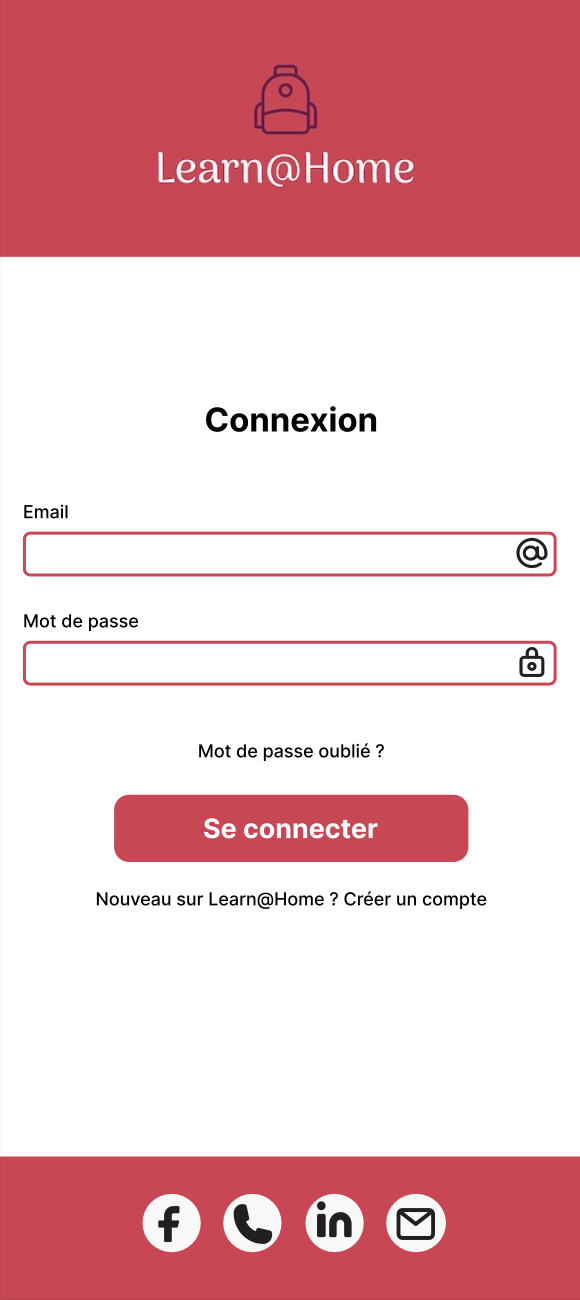 Learn@Home
Connexion
Email
Mot de passe
Mot de passe oublié ?
Se connecter
Nouveau sur Learn@Home ? Créer un compte